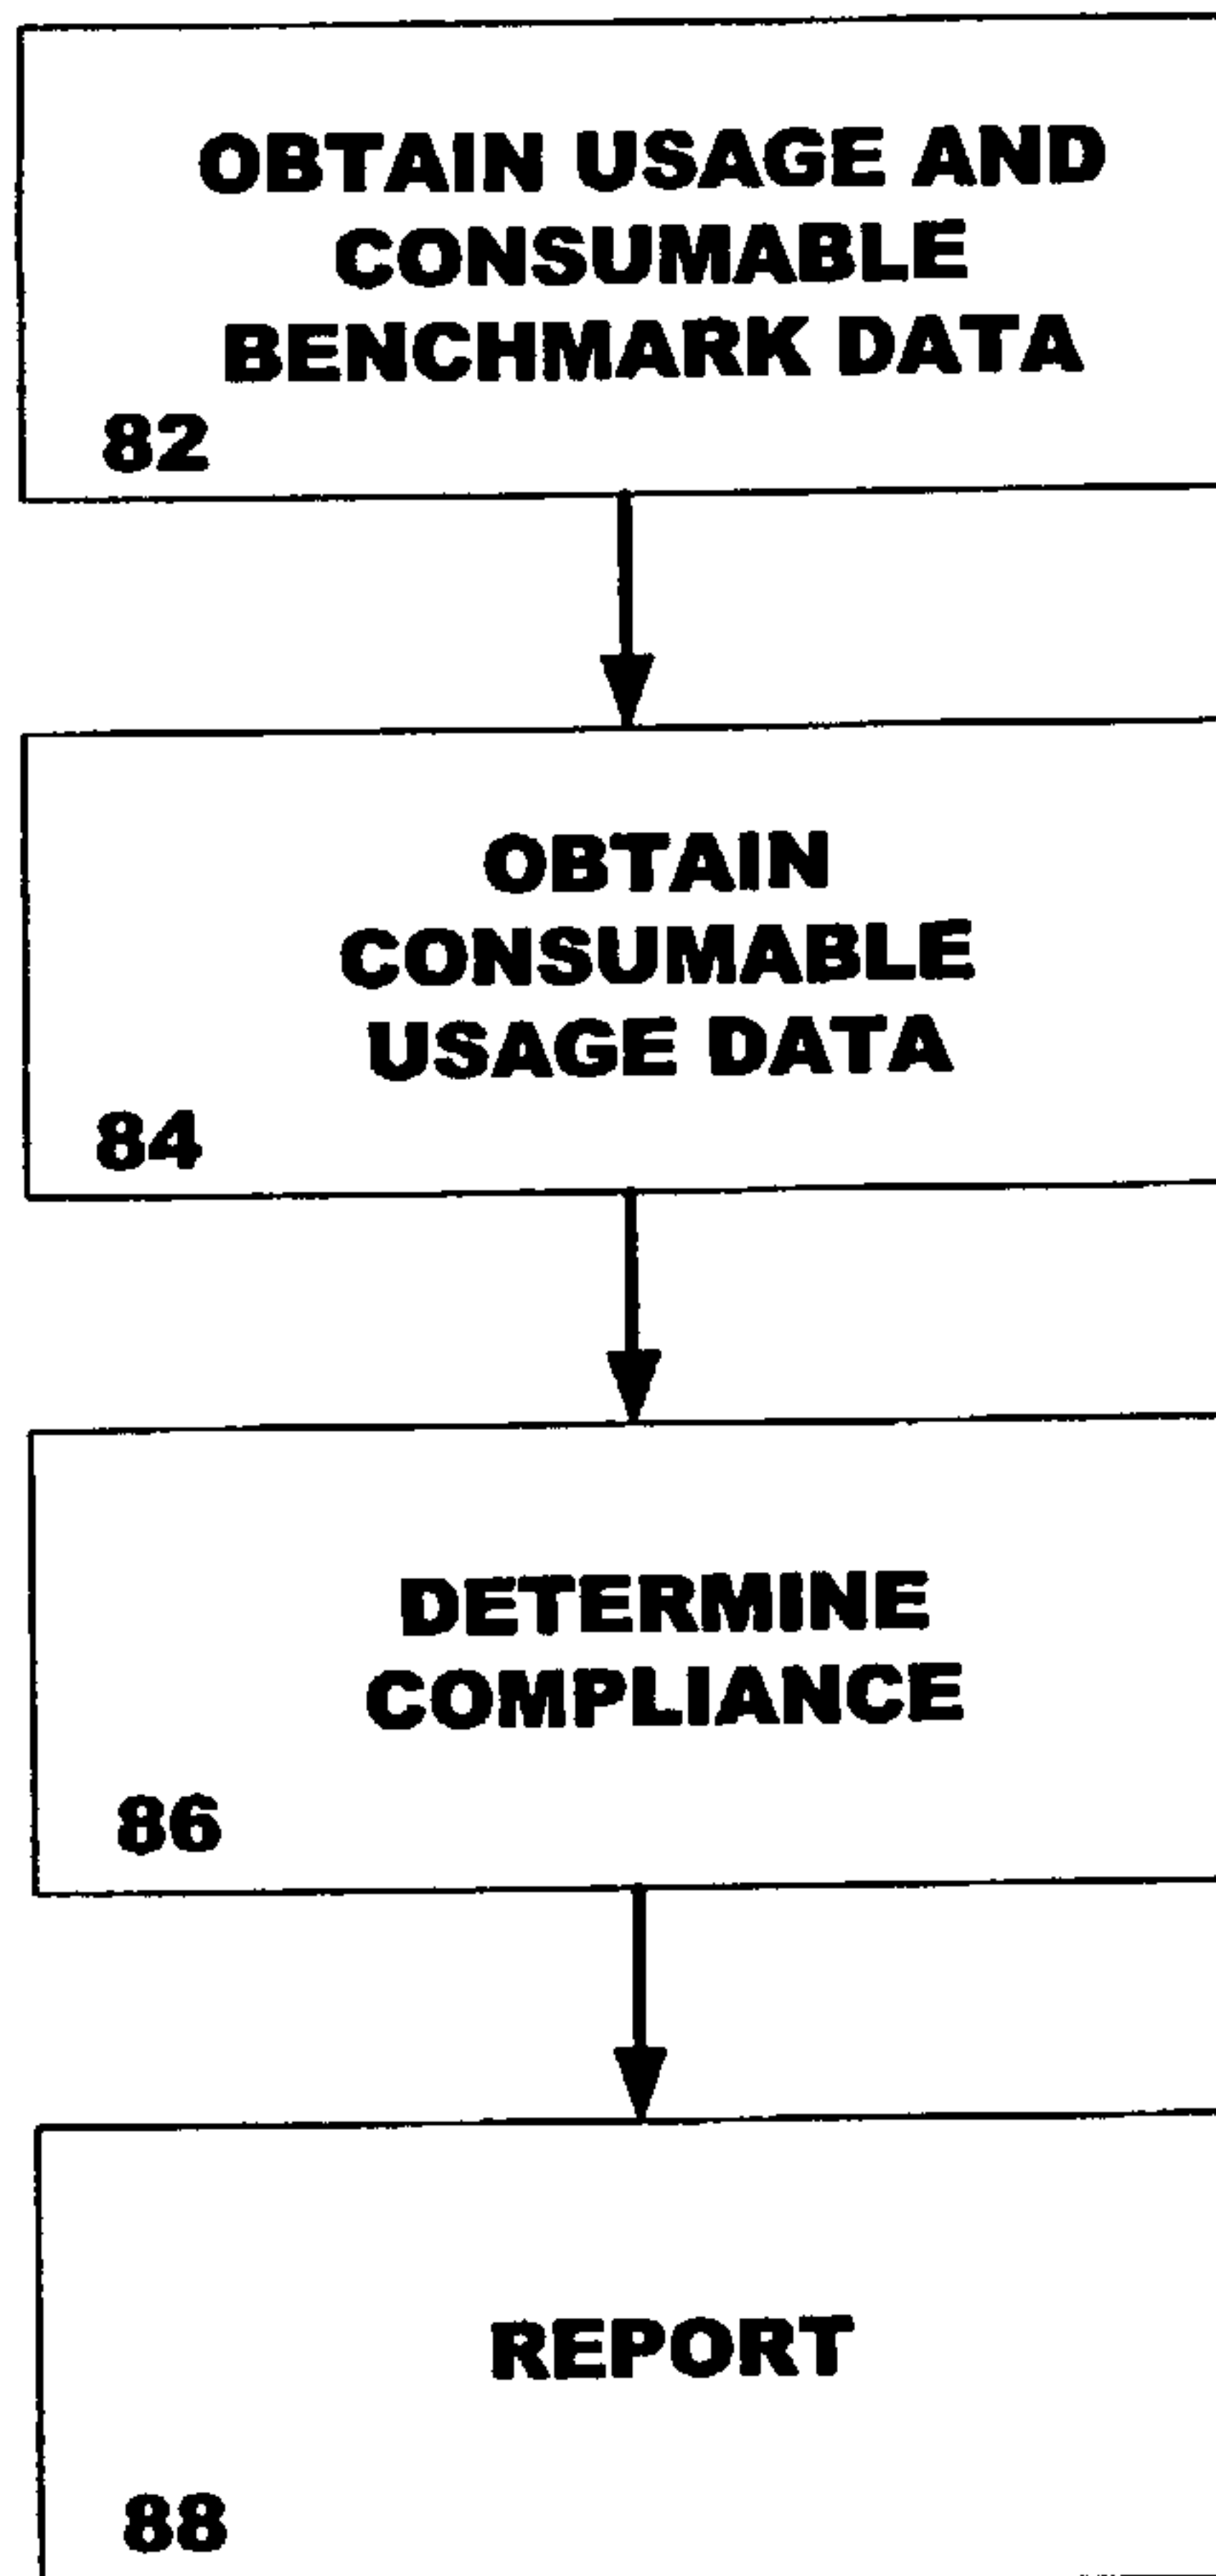 OBTAIN USAGE AND
CONSUMABLE
BENCHMARK DATA
82
OBTAIN
CONSUMABLE
USAGE DATA
84
DETERMINE
COMPLIANCE
86
REPORT
88